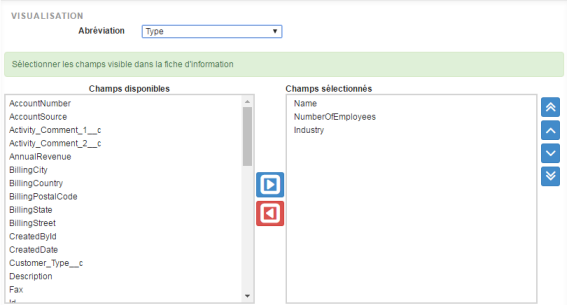 VISUALISATION
Abréviation Type
Sélectionner les champs visible dans la fiche d'information
Champs disponibles
AccountNumber
AccountSource
Activity_Comment_1__c
Activity_Comment_2__c
AnnualRevenue
BillingCity
BillingCountry
BillingPostalCode
BillingState
BillingStreet
CreatedById
CreatedDate
Customer_Type__c
Description
Fax
Id
Champs sélectionnés
Name
NumberOfEmployees
Industry